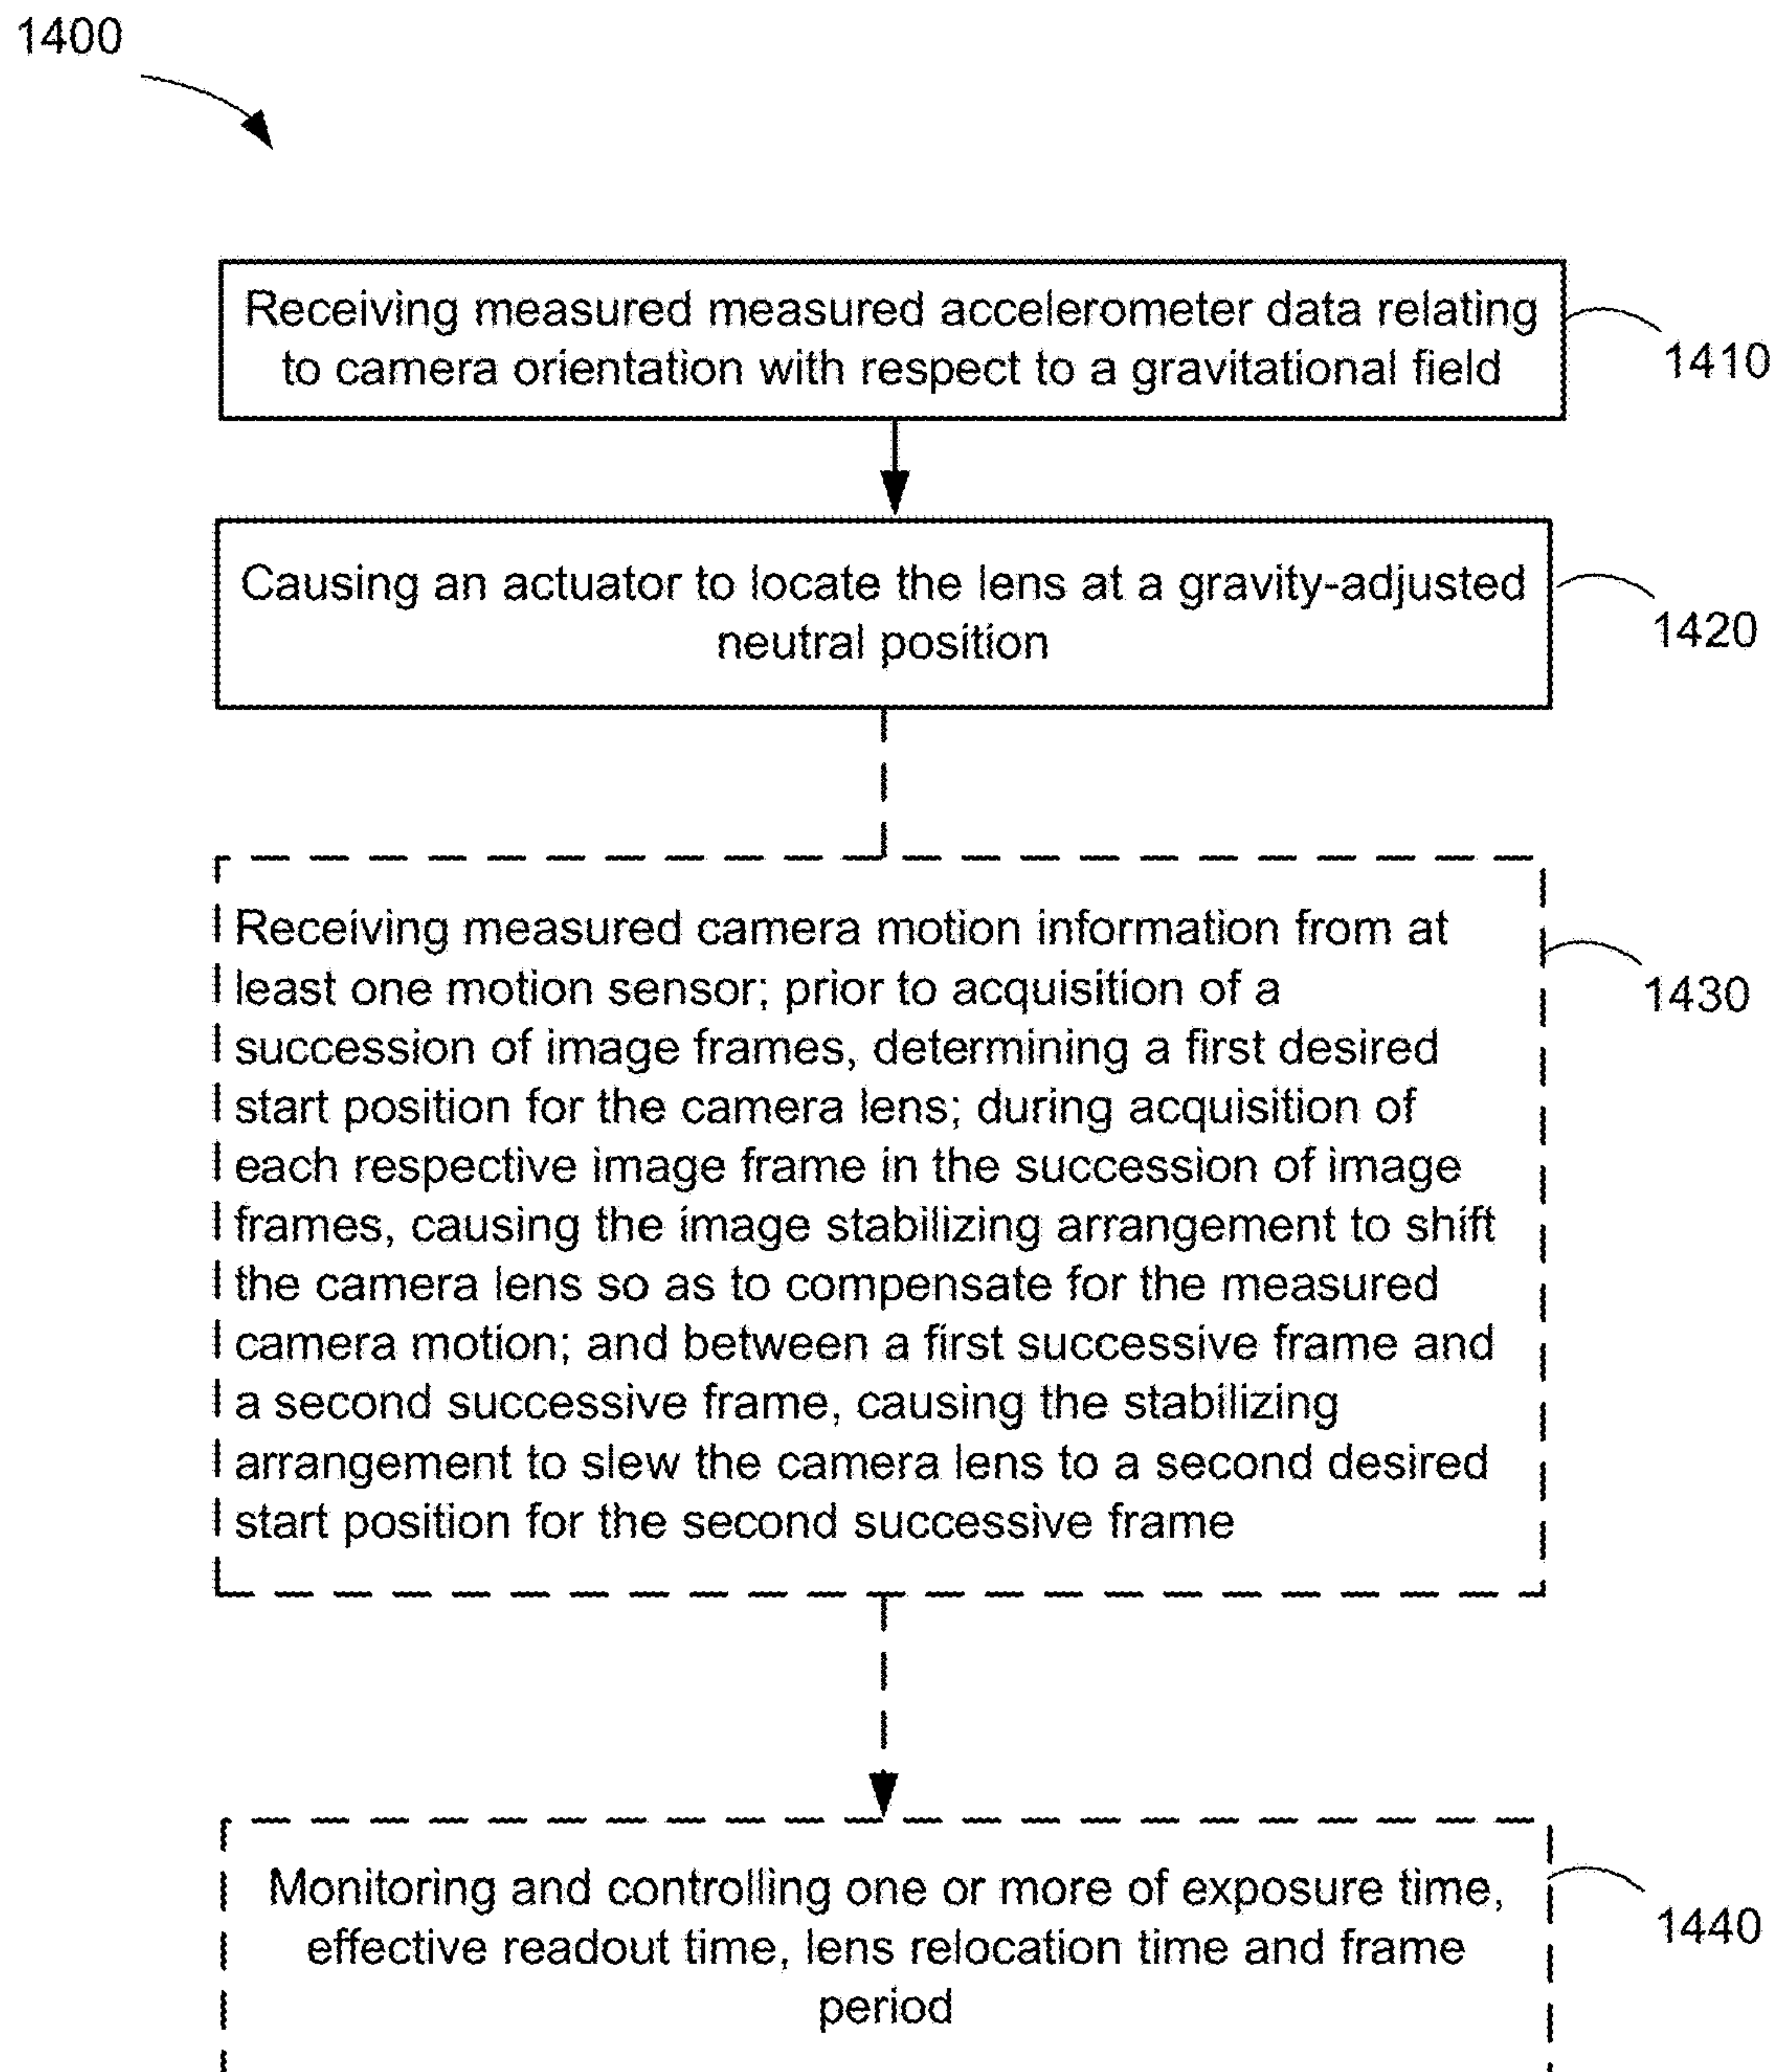 1400
Receiving measured measured accelerometer data relating
to camera orientation with respect to a gravitational field
1410
Causing an actuator to locate the lens at a gravity-adjusted
neutral position
1420
Receiving measured camera motion information from at
least one motion sensor; prior to acquisition of a
succession of image frames, determining a first desired
start position for the camera lens; during acquisition of
each respective image frame in the succession of image
frames, causing the image stabilizing arrangement to shift
the camera lens so as to compensate for the measured
camera motion; and between a first successive frame and
a second successive frame, causing the stabilizing
arrangement to slew the camera lens to a second desired
start position for the second successive frame
1430
Monitoring and controlling one or more of exposure time,
effective readout time, lens relocation time and frame
period
1440